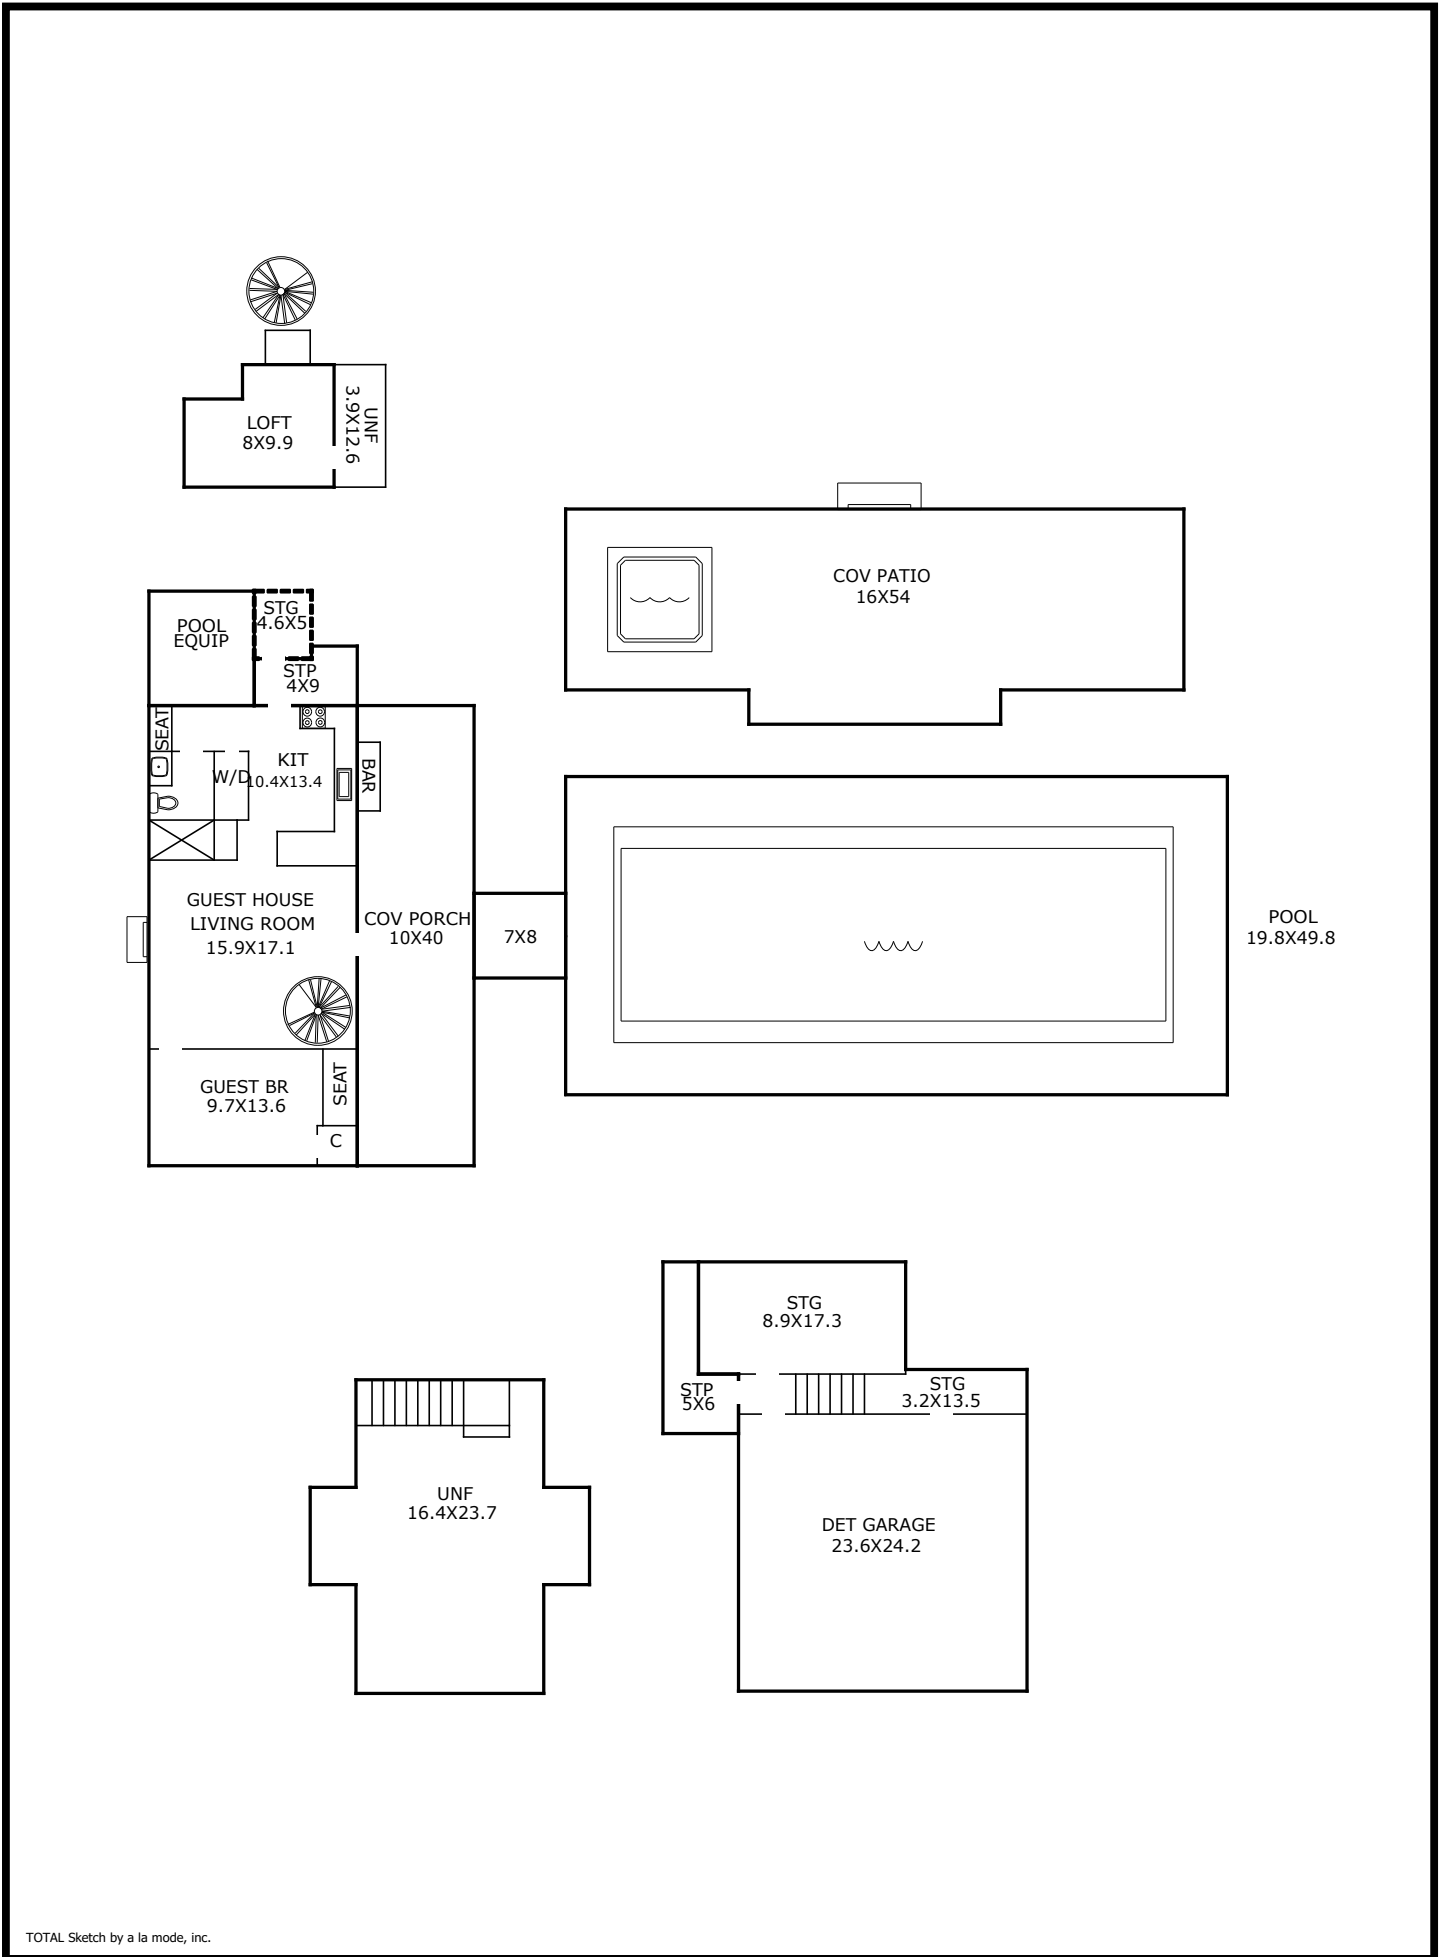 LOFT
8X9.9
UNF
3.9X12.6
COV PATIO
16X54
STG
4.6X5
POOL
EQUIP
STP
4X9
SEAT
KIT
10.4X13.4
W/D
BAR
GUEST HOUSE
LIVING ROOM
15.9X17.1
COV PORCH
10X40
7X8
POOL
19.8X49.8
GUEST BR
9.7X13.6
SEAT
C
STG
8.9X17.3
STP
5X6
STG
3.2X13.5
UNF
16.4X23.7
DET GARAGE
23.6X24.2
TOTAL Sketch by a la mode, inc.